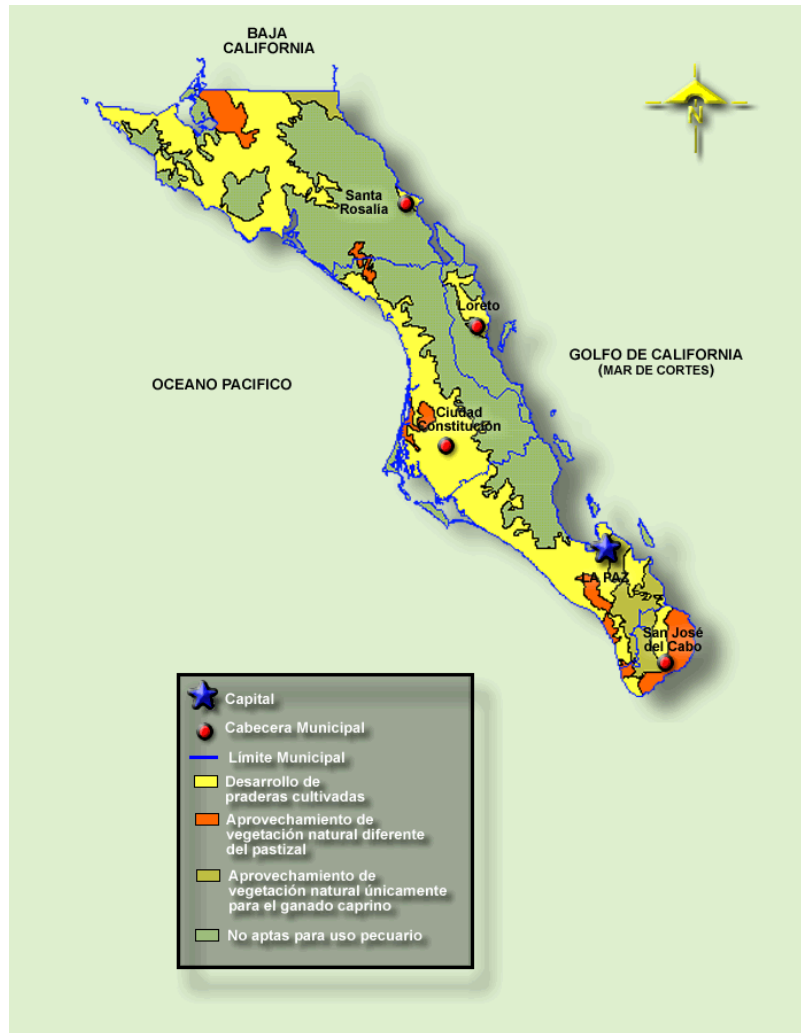 BAJA
CALIFORNIA
N
Santa
Rosalía
Loreto
GOLFO DE CALIFORNIA
(MAR DE CORTES)
OCEANO PACIFICO
Ciudad
Constitución
LA PAZ
San José
del Cabo
Capital
Cabecera Municipal
Límite Municipal
Desarrollo de
praderas cultivadas
Aprovechamiento de
vegetación natural diferente
del pastizal
Aprovechamiento de
vegetación natural únicamente
para el ganado caprino
No aptas para uso pecuario